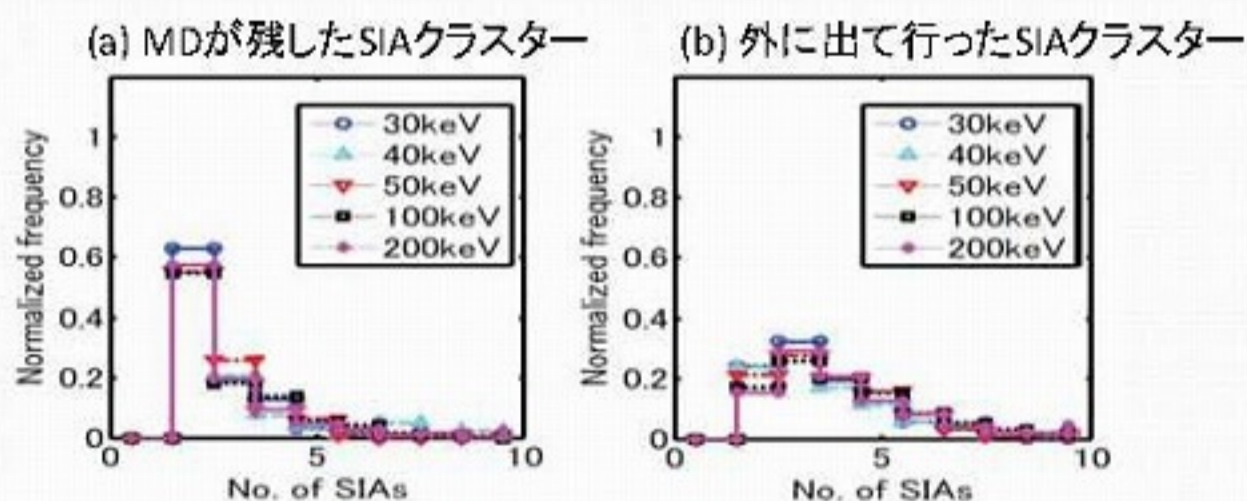 (a) MDが残したSIAクラスター
Normalized frequency
1
0.8
0.6
0.4
0.2
0
0
5
10
30keV
40keV
50keV
100keV
200keV
No. of SIAs
(b) 外に出て行ったSIAクラスター
Normalized frequency
1
0.8
0.6
0.4
0.2
0
0
5
10
30keV
40keV
50keV
100keV
200keV
No. of SIAs